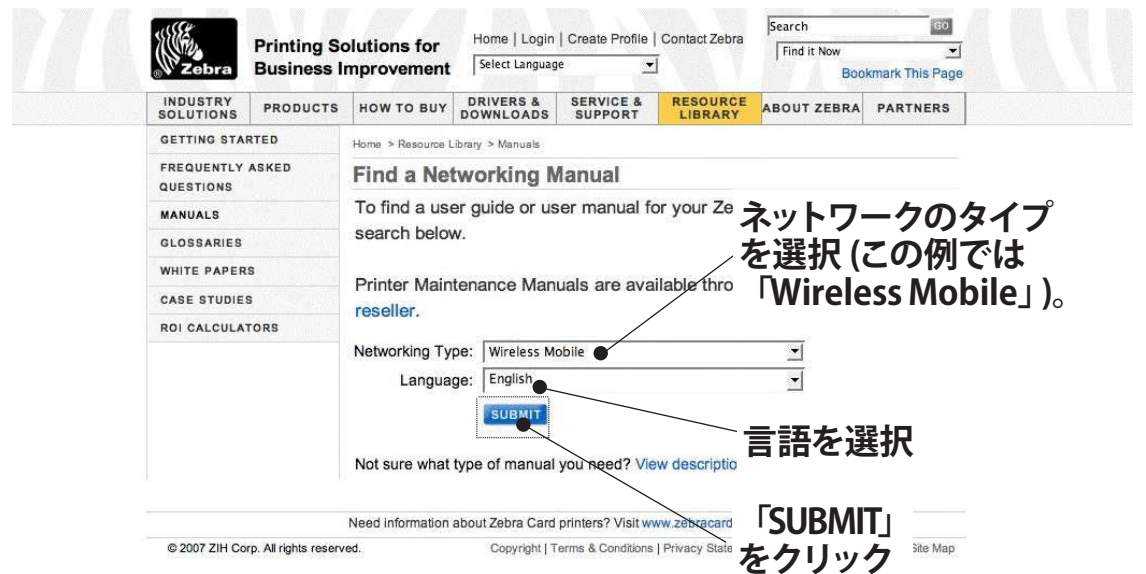 Zebra
®
Printing Solutions for
Business Improvement
Home | Login | Create Profile | Contact Zebra
Select Language
Search
GO
Find it Now
Bookmark This Page
INDUSTRY SOLUTIONS
PRODUCTS
HOW TO BUY
DRIVERS & DOWNLOADS
SERVICE & SUPPORT
RESOURCE LIBRARY
ABOUT ZEBRA
PARTNERS
GETTING STARTED
FREQUENTLY ASKED
QUESTIONS
MANUALS
GLOSSARIES
WHITE PAPERS
CASE STUDIES
ROI CALCULATORS
Home > Resource Library > Manuals
Find a Networking Manual
To find a user guide or user manual for your Ze
search below.
Printer Maintenance Manuals are available thro
reseller.
ネットワークのタイプ
を選択 (この例では
「Wireless Mobile」)。
Networking Type: Wireless Mobile
Language: English
SUBMIT
言語を選択
Not sure what type of manual you need? View descriptio
Need information about Zebra Card printers? Visit www.zebracard
「SUBMIT」
をクリック
© 2007 ZIH Corp. All rights reserved.
Copyright | Terms & Conditions | Privacy State
Site Map